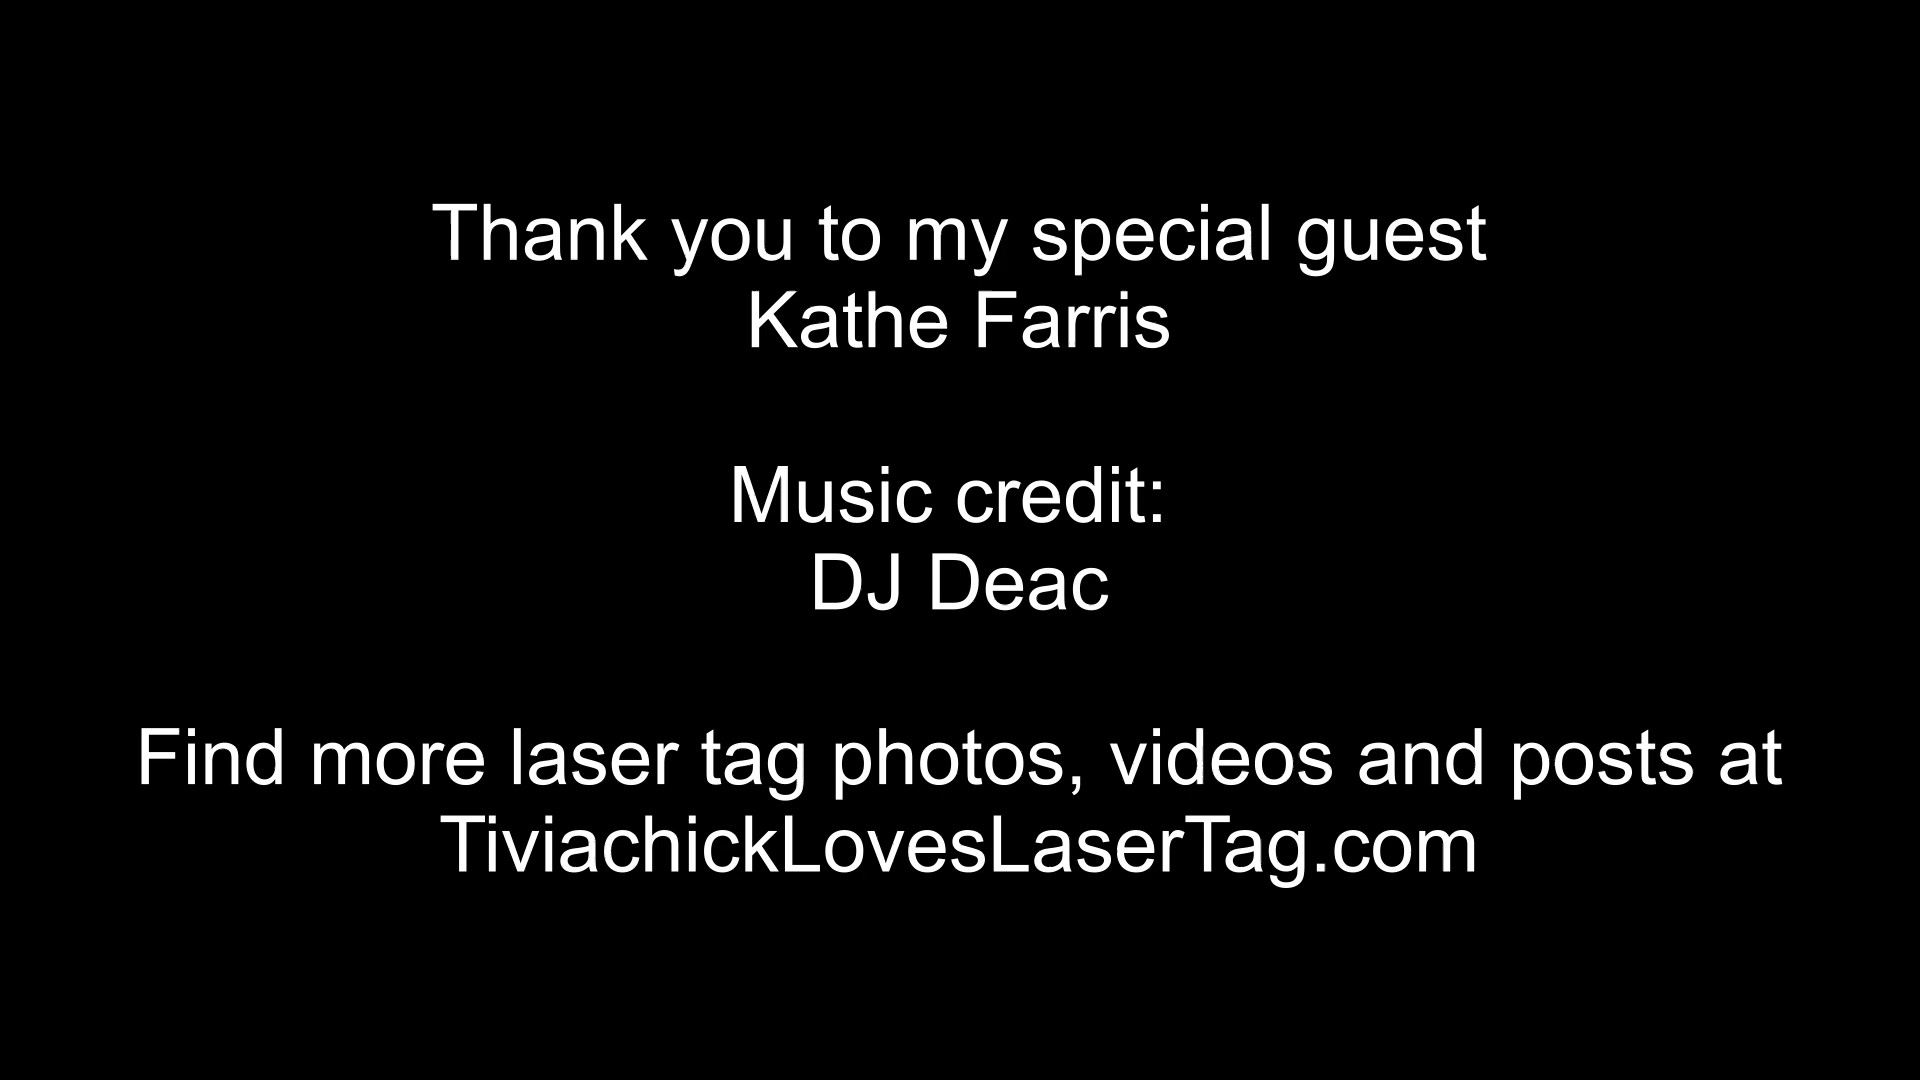 Thank you to my special guest
Kathe Farris
Music credit:
DJ Deac
Find more laser tag photos, videos and posts at
TiviachickLovesLaserTag.com